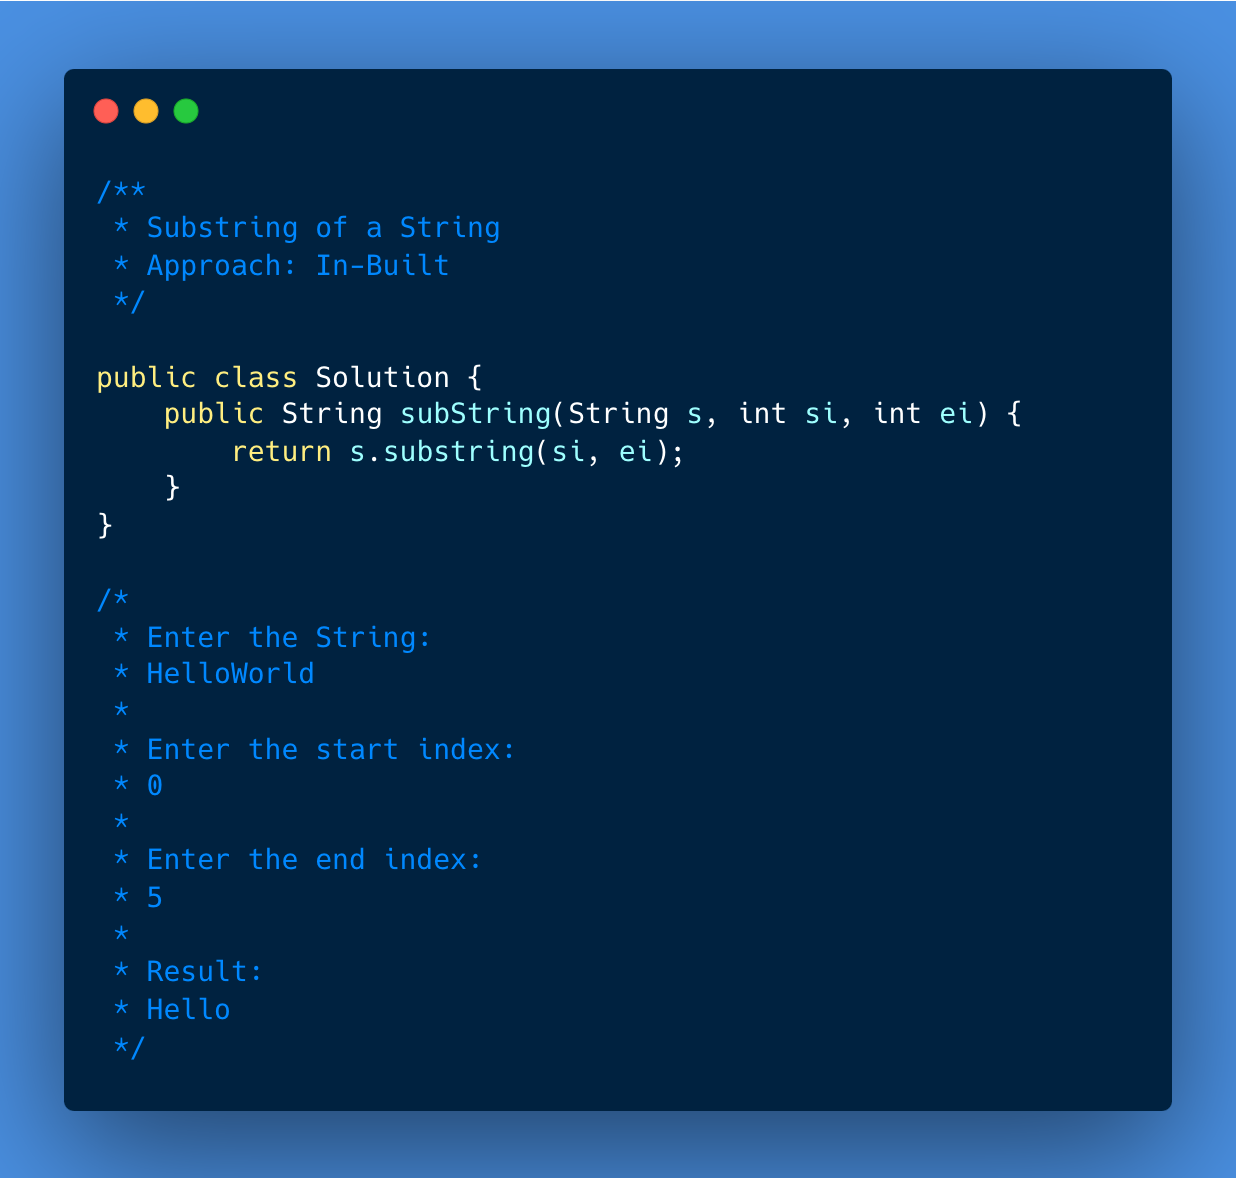 /**
 * Substring of a String
 * Approach: In-Built
 */
public class Solution {
    public String subString(String s, int si, int ei) {
        return s.substring(si, ei);
    }
}
/*
 * Enter the String:
 * HelloWorld
 *
 * Enter the start index:
 * 0
 *
 * Enter the end index:
 * 5
 *
 * Result:
 * Hello
 */